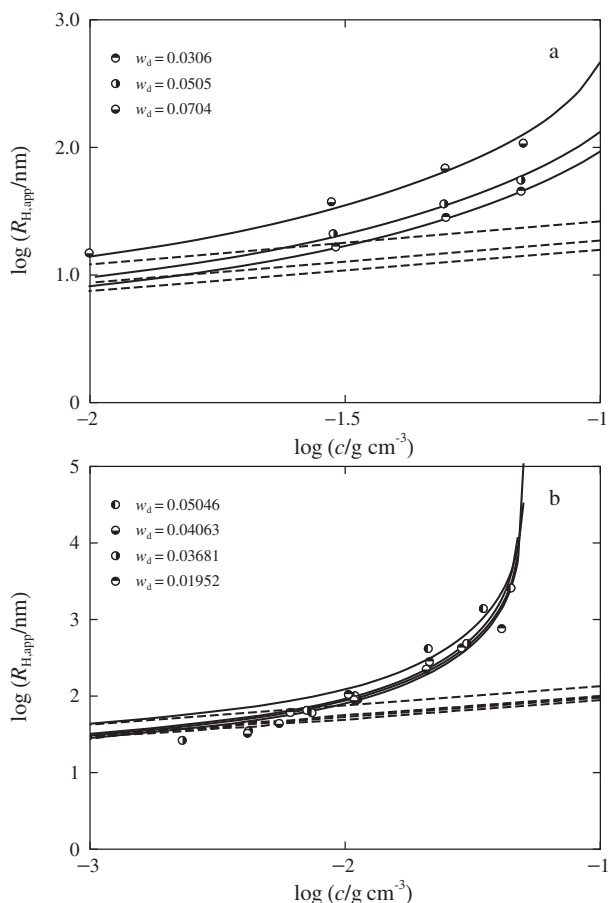 3.0
a
w_d = 0.0306
w_d = 0.0505
w_d = 0.0704
2.0
log (R_H,app/nm)
1.0
0
−2
−1.5
−1
log (c/g cm⁻³)
5
b
w_d = 0.05046
w_d = 0.04063
4
w_d = 0.03681
w_d = 0.01952
3
log (R_H,app/nm)
2
1
0
−3
−2
−1
log (c/g cm⁻³)